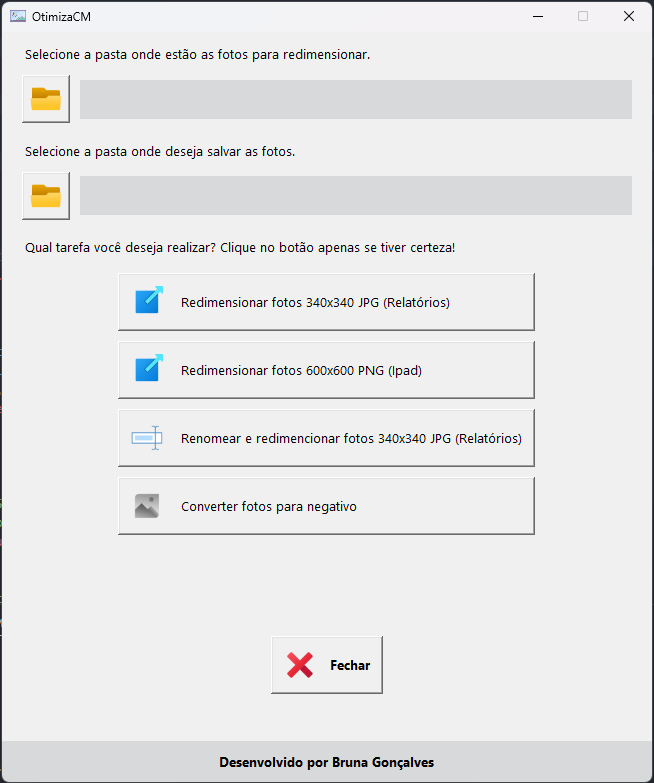 OtimizaCM
Selecione a pasta onde estão as fotos para redimensionar.
Selecione a pasta onde deseja salvar as fotos.
Qual tarefa você deseja realizar? Clique no botão apenas se tiver certeza!
Redimensionar fotos 340x340 JPG (Relatórios)
Redimensionar fotos 600x600 PNG (Ipad)
Renomear e redimencionar fotos 340x340 JPG (Relatórios)
Converter fotos para negativo
Fechar
Desenvolvido por Bruna Gonçalves